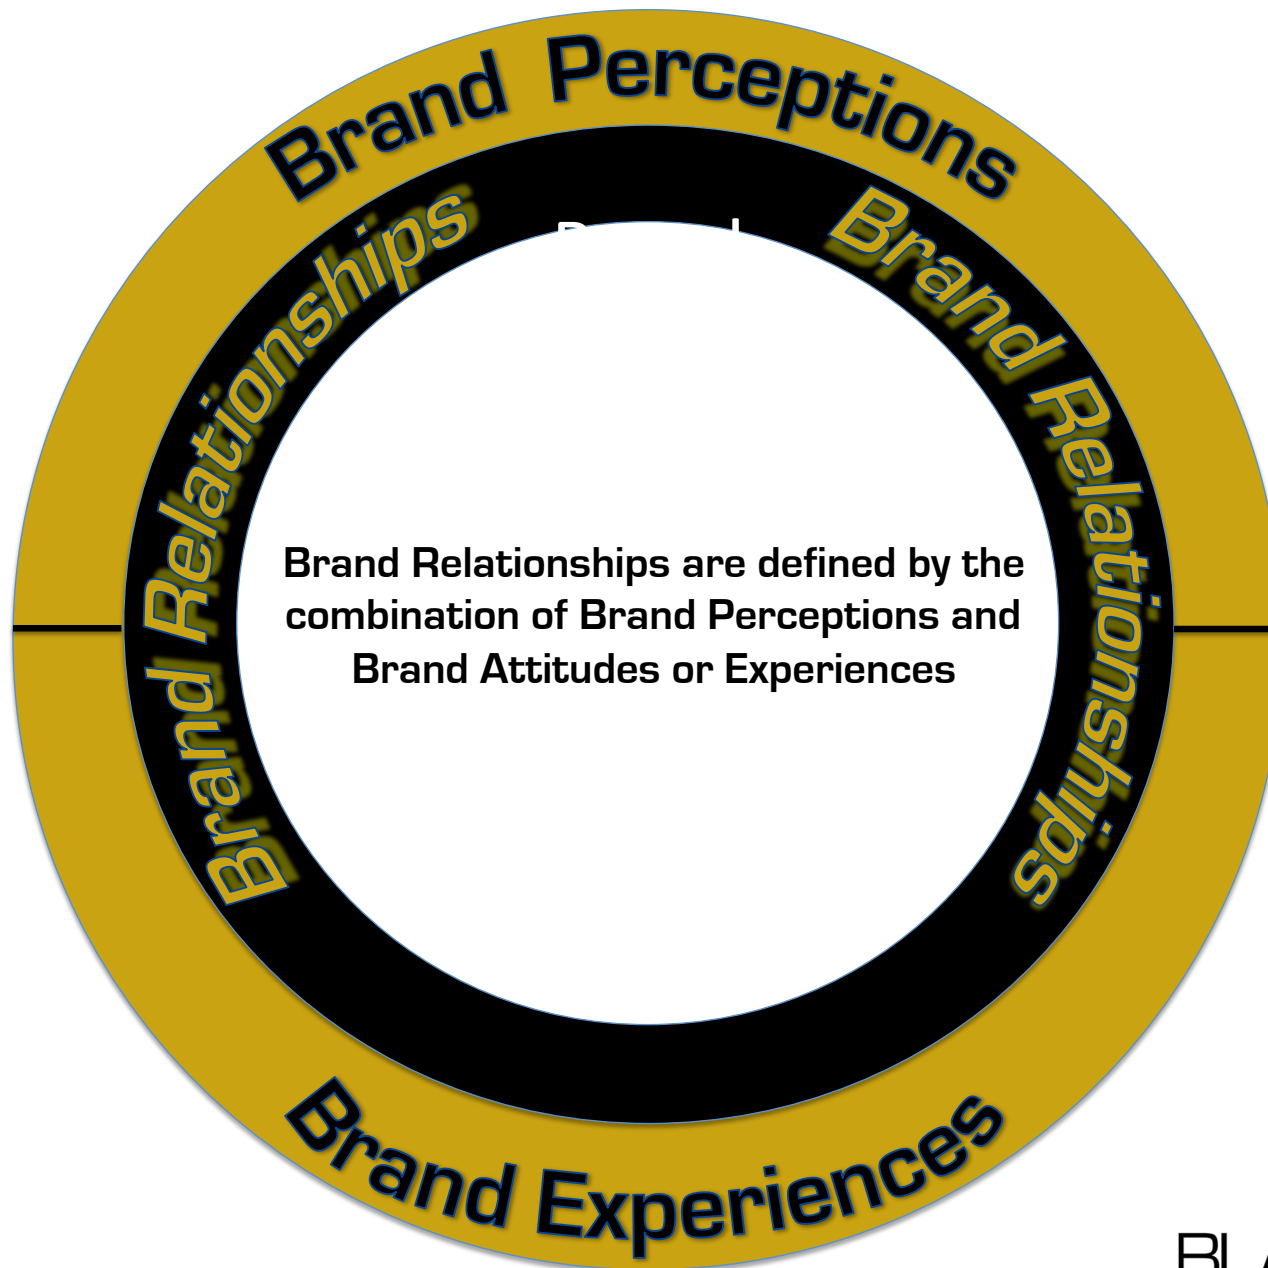 Brand Perceptions
Brand Relationships
Brand Relationships
Brand Relationships are defined by the
combination of Brand Perceptions and
Brand Attitudes or Experiences
Brand Experiences